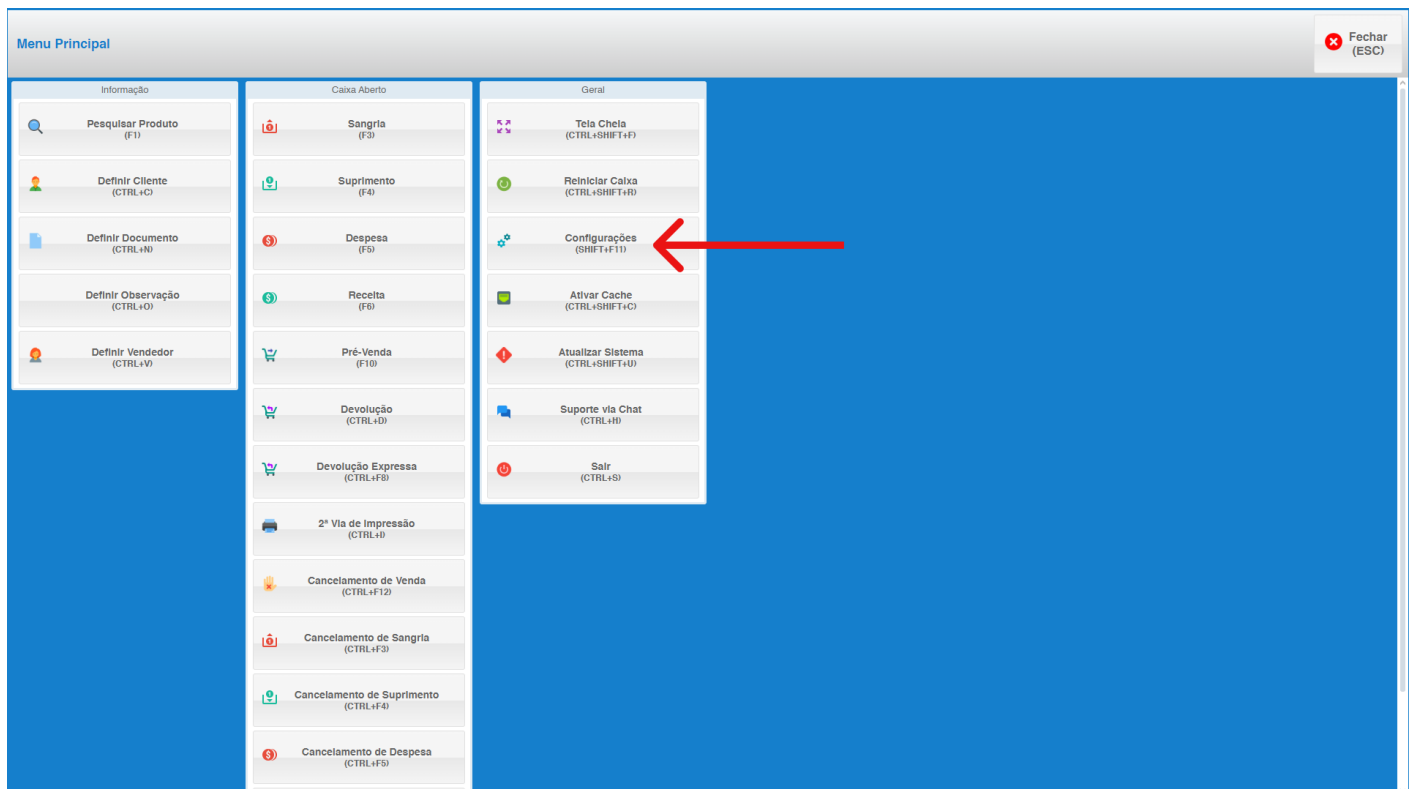 Menu Principal
Fechar
(ESC)
Informação
Pesquisar Produto
(F1)
Definir Cliente
(CTRL+C)
Definir Documento
(CTRL+N)
Definir Observação
(CTRL+O)
Definir Vendedor
(CTRL+V)
Caixa Aberto
Sangria
(F3)
Suprimento
(F4)
Despesa
(F5)
Receita
(F6)
Pré-Venda
(F10)
Devolução
(CTRL+D)
Devolução Expressa
(CTRL+F8)
2ª Via de Impressão
(CTRL+I)
Cancelamento de Venda
(CTRL+F12)
Cancelamento de Sangria
(CTRL+F3)
Cancelamento de Suprimento
(CTRL+F4)
Cancelamento de Despesa
(CTRL+F5)
Geral
Tela Cheia
(CTRL+SHIFT+F)
Reiniciar Caixa
(CTRL+SHIFT+R)
Configurações
(SHIFT+F11)
Ativar Cache
(CTRL+SHIFT+C)
Atualizar Sistema
(CTRL+SHIFT+U)
Suporte via Chat
(CTRL+H)
Sair
(CTRL+S)